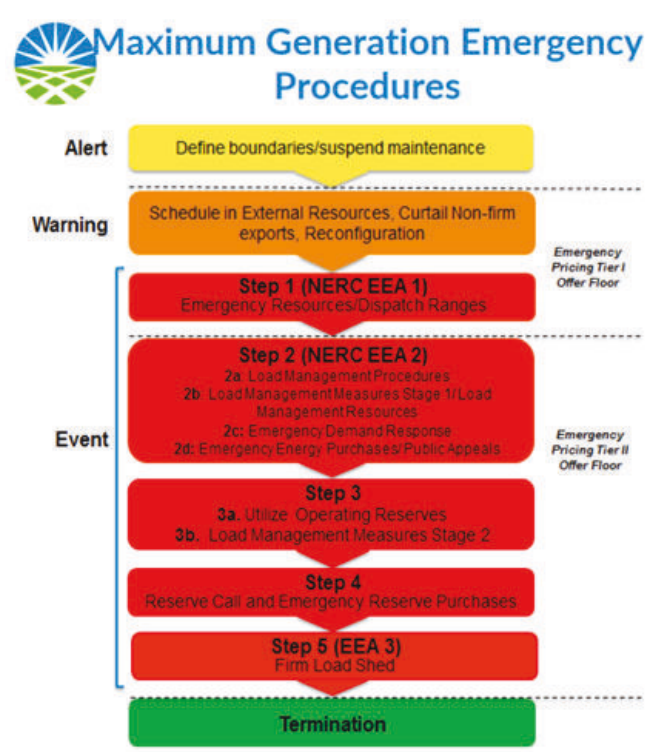 Maximum Generation Emergency
Procedures
Alert
Define boundaries/suspend maintenance
Warning
Schedule in External Resources, Curtail Non-firm
exports, Reconfiguration
Emergency
Pricing Tier I
Offer Floor
Step 1 (NERC EEA 1)
Emergency Resources/Dispatch Ranges
Event
Step 2 (NERC EEA 2)
2a: Load Management Procedures
2b: Load Management Measures Stage 1/Load
Management Resources
2c: Emergency Demand Response
2d: Emergency Energy Purchases/Public Appeals
Emergency
Pricing Tier II
Offer Floor
Step 3
3a. Utilize Operating Reserves
3b. Load Management Measures Stage 2
Step 4
Reserve Call and Emergency Reserve Purchases
Step 5 (EEA 3)
Firm Load Shed
Termination